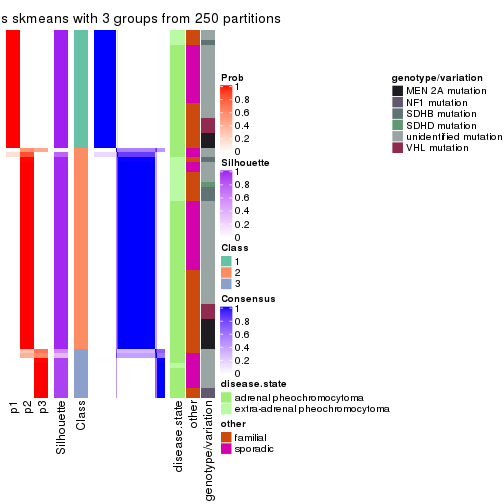 s skmeans with 3 groups from 250 partitions
Prob
1
0.8
0.6
0.4
0.2
0
Silhouette
1
0.8
0.6
0.4
0.2
0
Class
1
2
3
Consensus
1
0.8
0.6
0.4
0.2
0
disease.state
adrenal pheochromocytoma
extra-adrenal pheochromocytoma
other
familial
sporadic
genotype/variation
MEN 2A mutation
NF1 mutation
SDHB mutation
SDHD mutation
unidentified mutation
VHL mutation
p1
p2
p3
Silhouette
Class
disease.state
other
genotype/variation